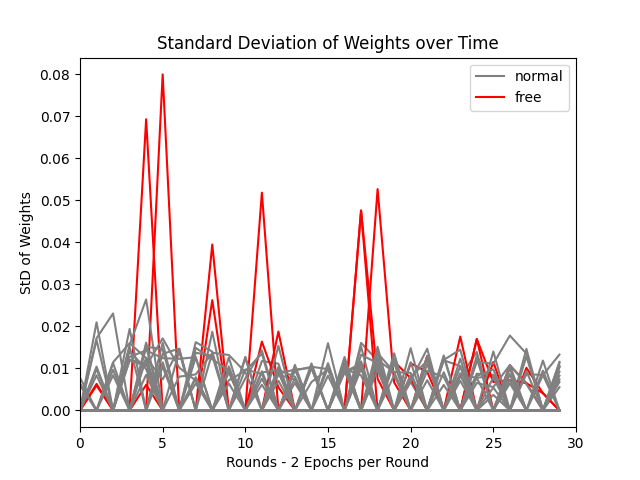 Standard Deviation of Weights over Time
normal
free
0.08
0.07
0.06
0.05
0.04
0.03
0.02
0.01
0.00
StD of Weights
0 5 10 15 20 25 30
Rounds - 2 Epochs per Round